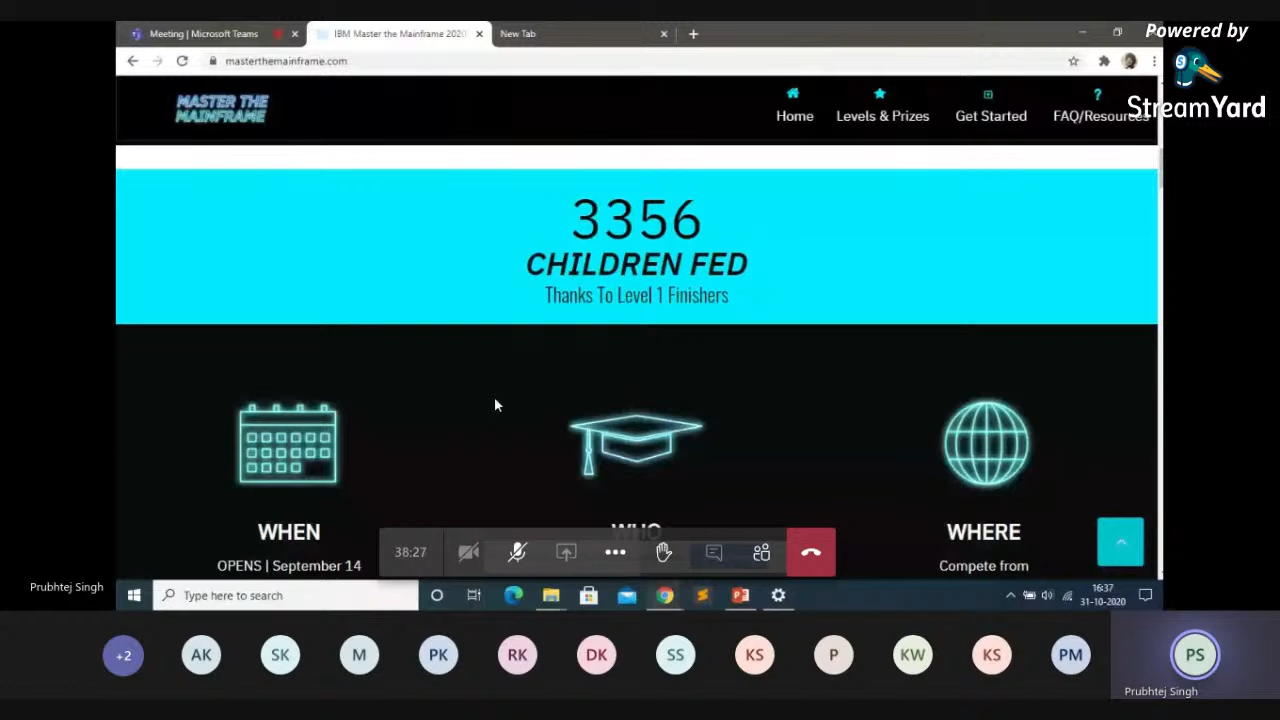 Meeting | Microsoft Teams
IBM Master the Mainframe 2020
New Tab
Powered by
StreamYard
masterthemainframe.com
MASTER THE
MAINFRAME
Home
Levels & Prizes
Get Started
FAQ/Resources
3356
CHILDREN FED
Thanks To Level 1 Finishers
WHEN
WHO
WHERE
OPENS | September 14
Compete from
38:27
Prubhtej Singh
Type here to search
16:37
31-10-2020
+2
AK
SK
M
PK
RK
DK
SS
KS
P
KW
KS
PM
PS
Prubhtej Singh